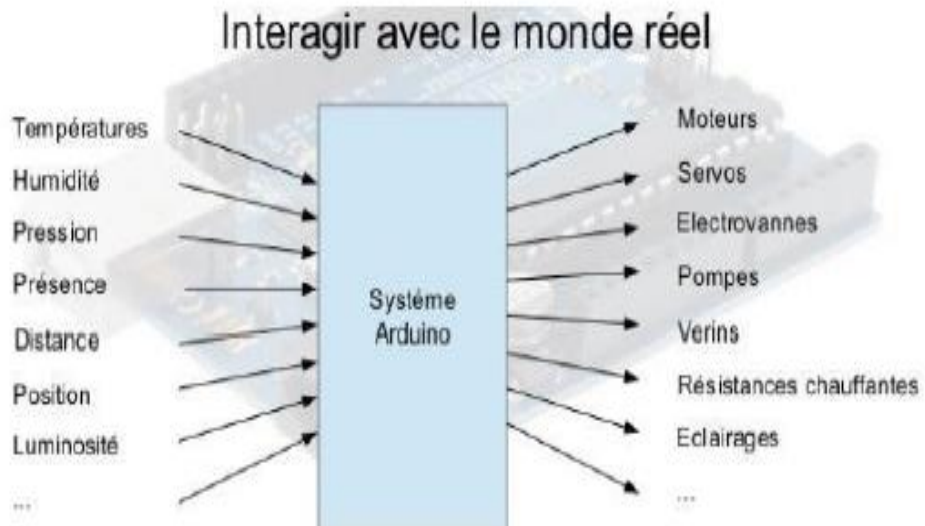 Interagir avec le monde réel
Températures
Humidité
Pression
Présence
Distance
Position
Luminosité
...
Systéme
Arduino
Moteurs
Servos
Electrovannes
Pompes
Verins
Résistances chauffantes
Eclairages
...